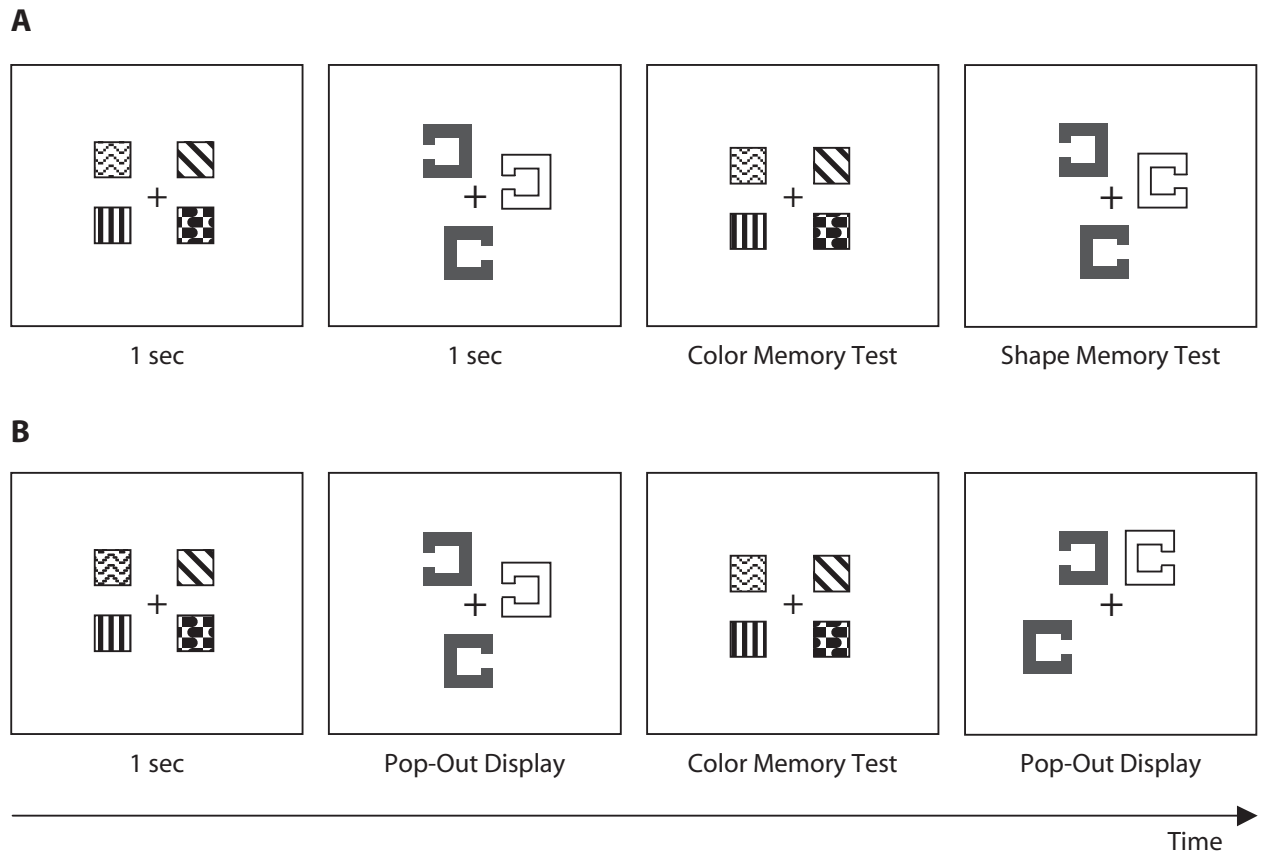 A
1 sec
1 sec
Color Memory Test
Shape Memory Test
B
1 sec
Pop-Out Display
Color Memory Test
Pop-Out Display
Time